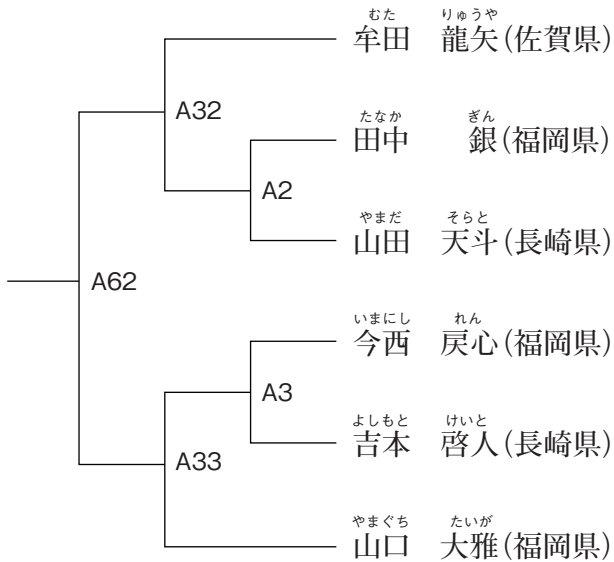 むた りゅうや
牟田 龍矢(佐賀県)
A32
たなか ぎん
田中 銀(福岡県)
A2
やまだ そらと
山田 天斗(長崎県)
A62
いまにし れん
今西 戻心(福岡県)
A3
よしもと けいと
吉本 啓人(長崎県)
A33
やまぐち たいが
山口 大雅(福岡県)